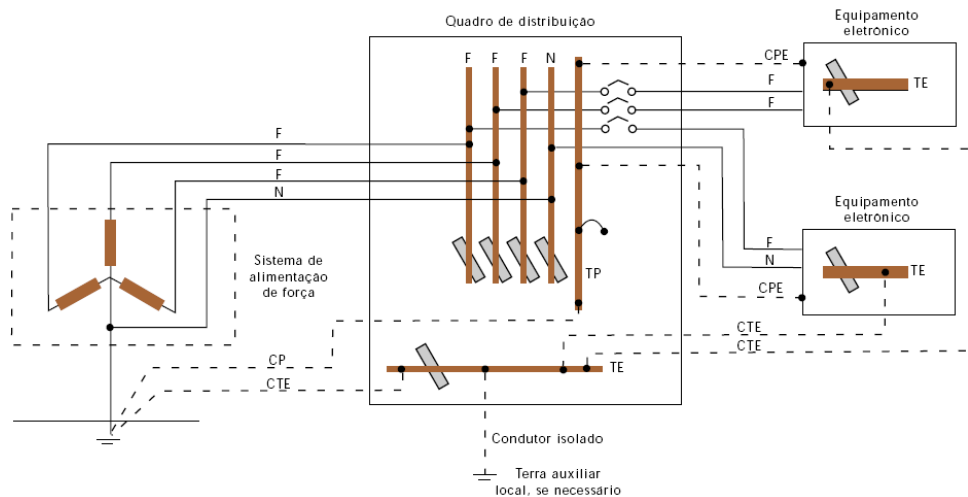 Quadro de distribuição
Equipamento
eletrônico
F F F N
CPE
F
F
TE
F
F
F
N
Equipamento
eletrônico
F
N
TE
CPE
Sistema de
alimentação
de força
TP
CTE
CTE
CP
CTE
TE
Condutor isolado
Terra auxiliar
local, se necessário